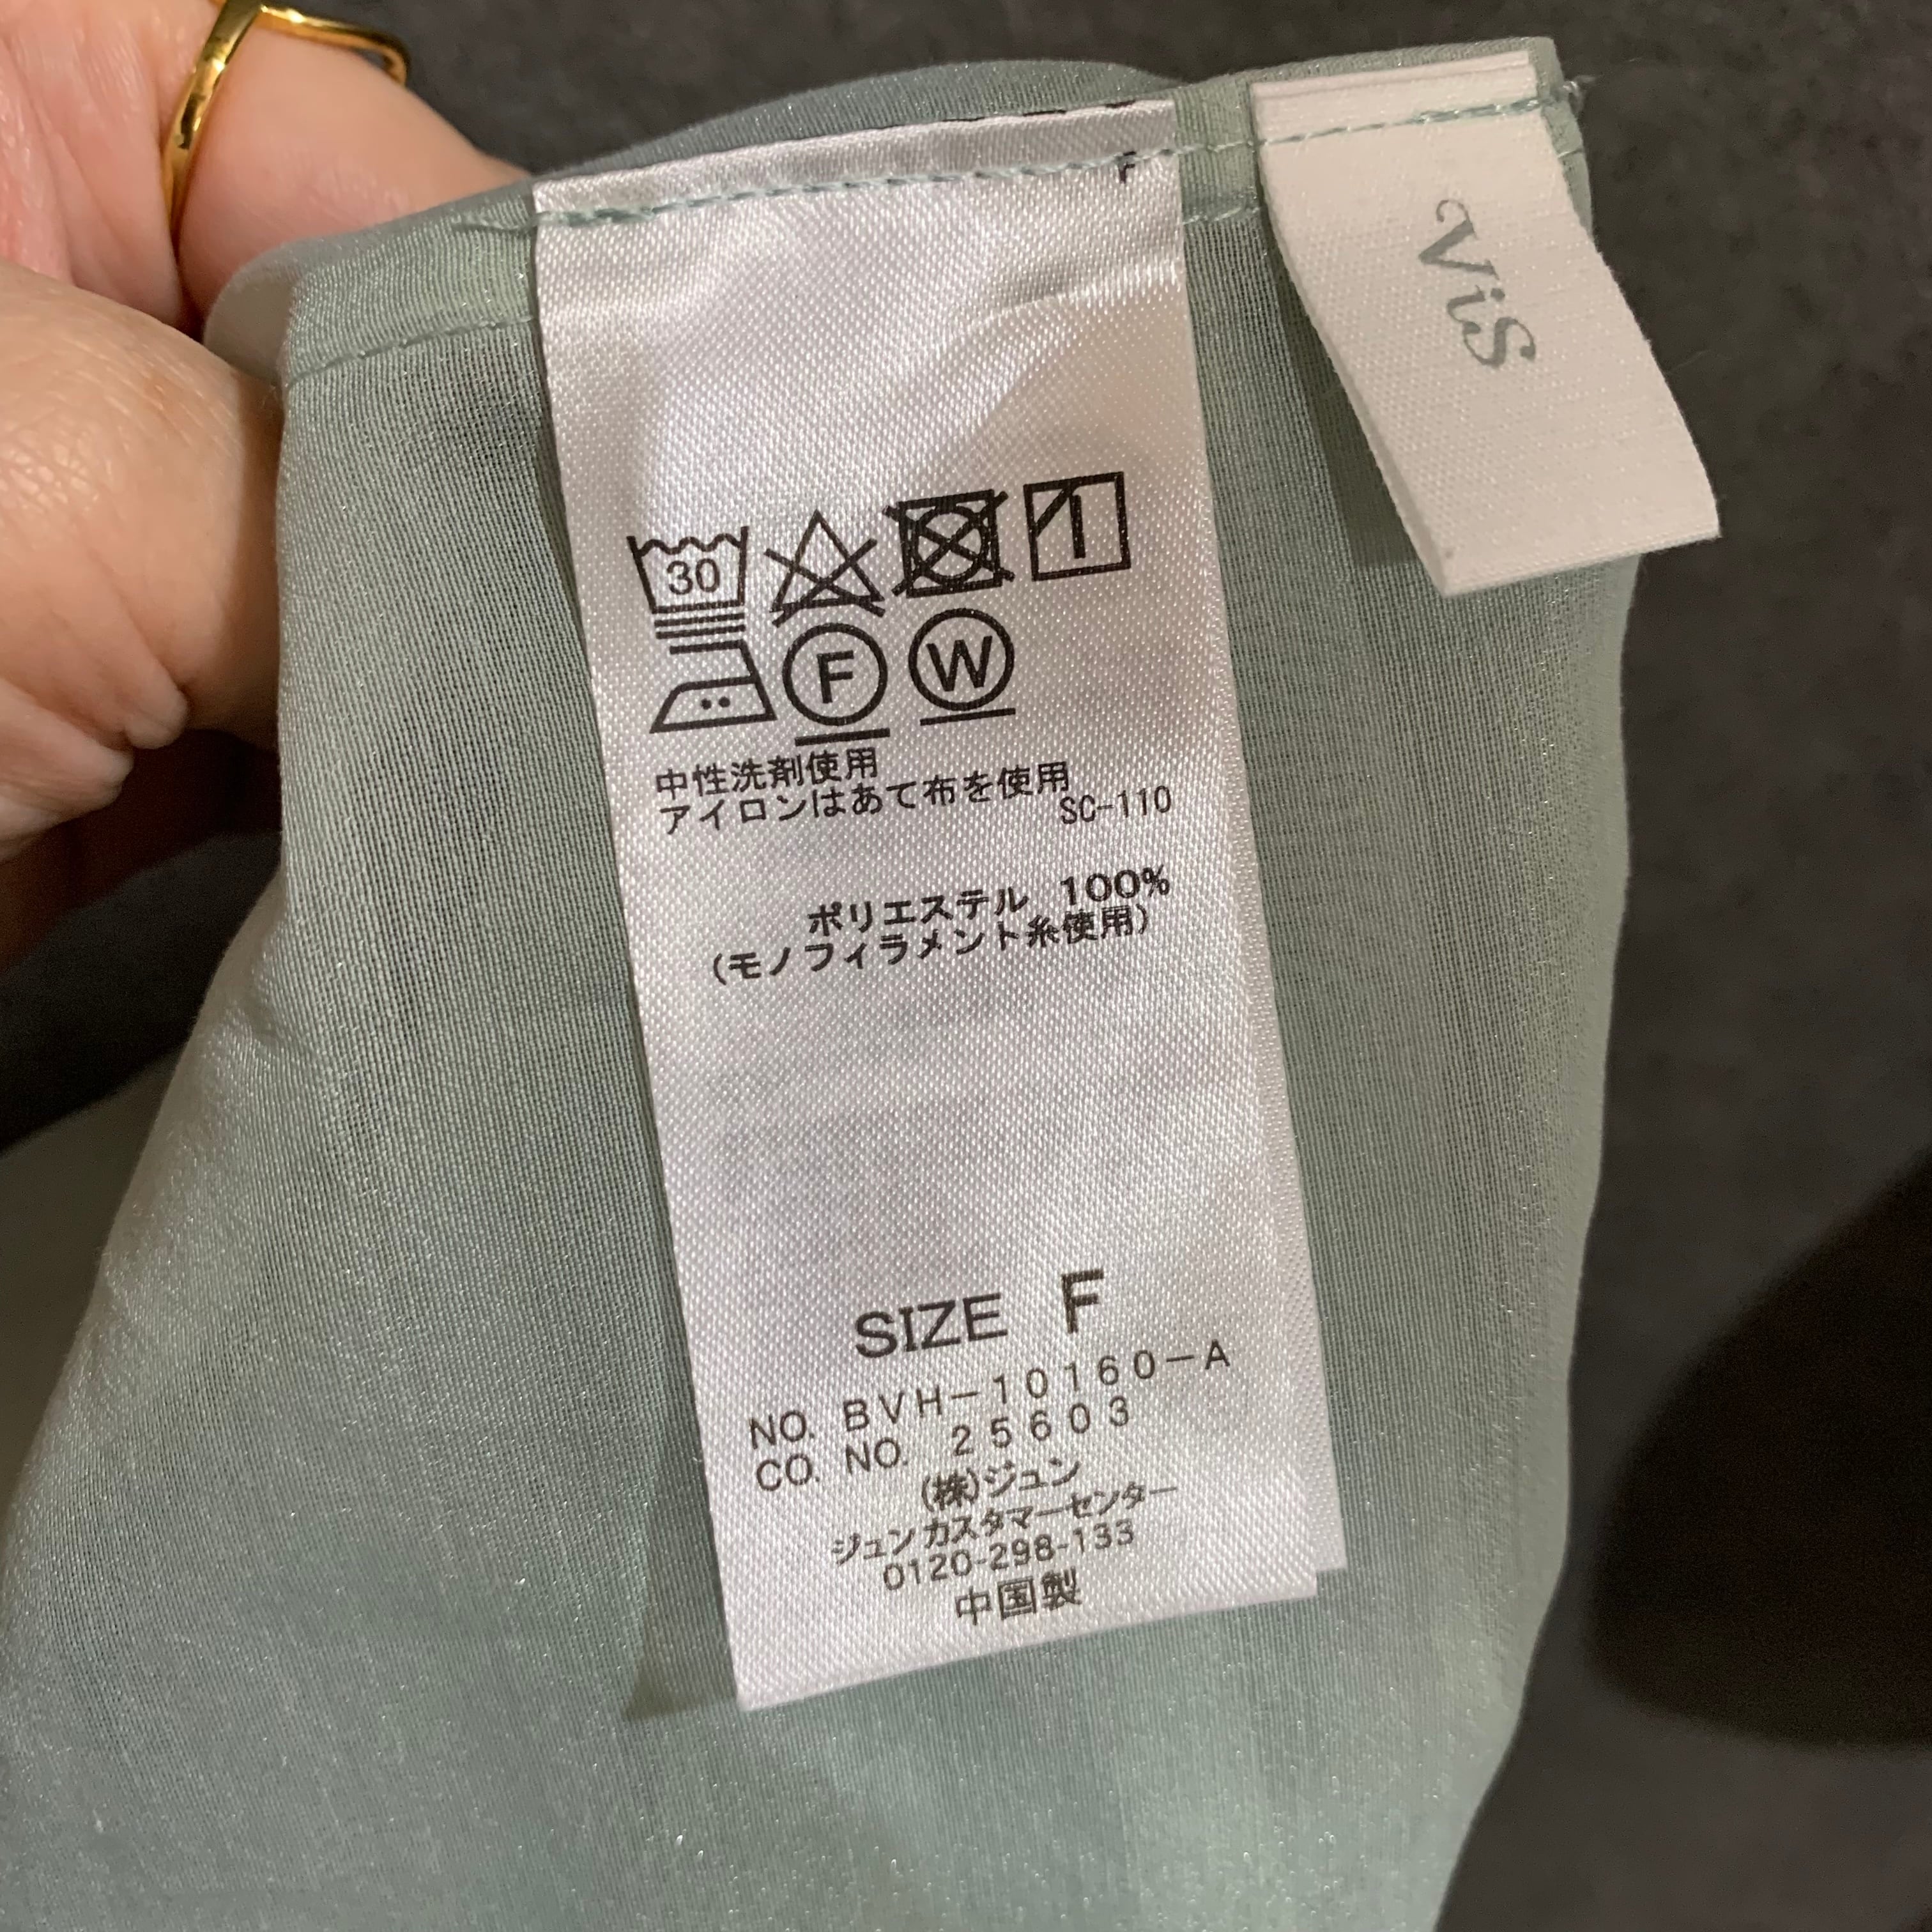 F
ViS
30
F W
中性洗剤使用
アイロンはあて布を使用
SC-110
ポリエステル 100%
(モノフィラメント糸使用)
SIZE F
NO. BVH-10160-A
CO. NO. 25603
(株)ジュン
ジュンカスタマーセンター
0120-298-133
中国製